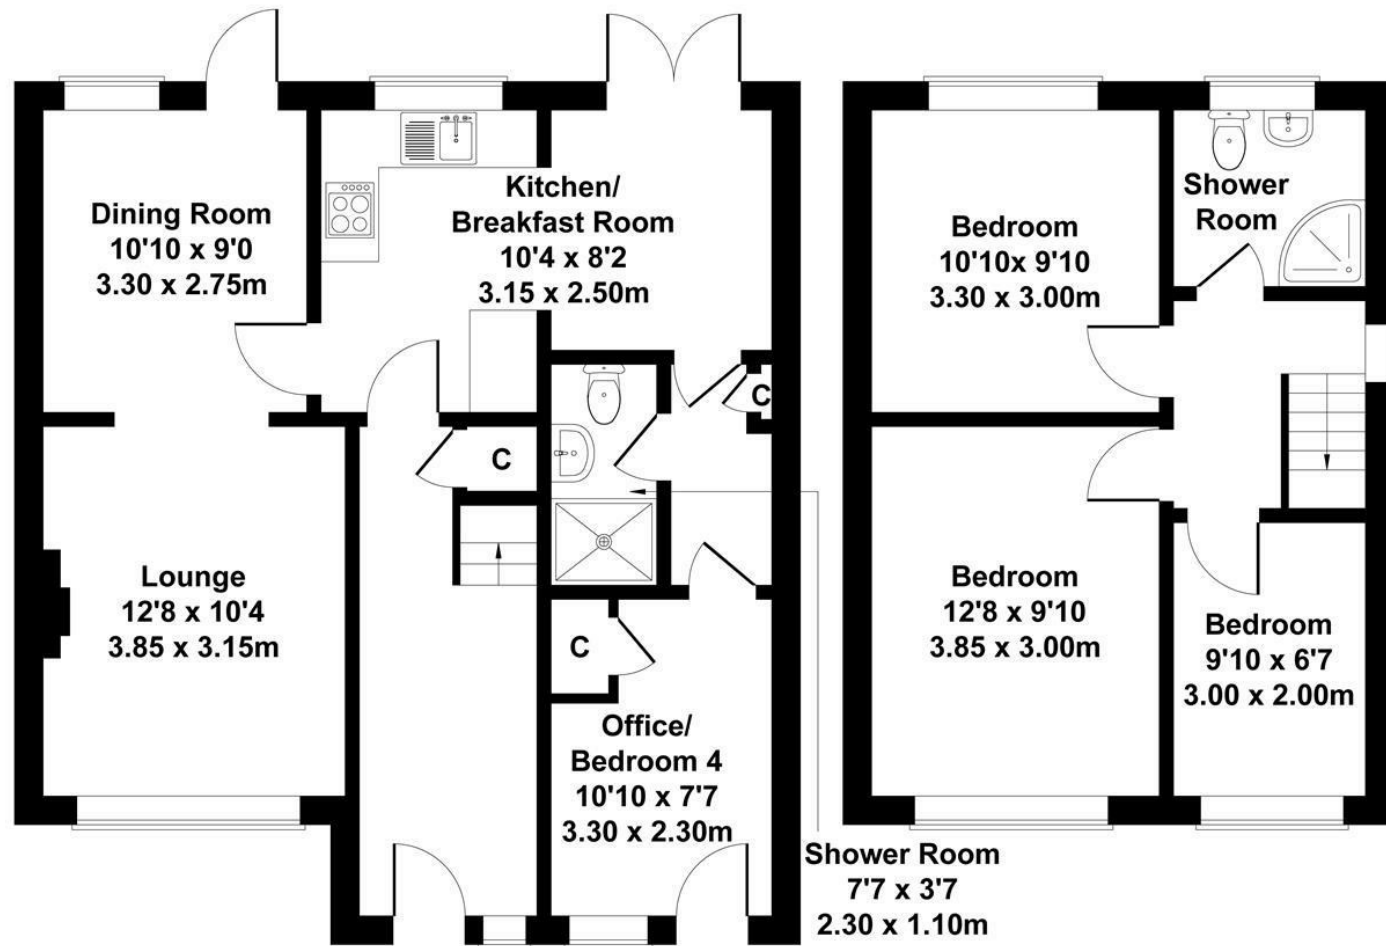 Dining Room
10'10 x 9'0
3.30 x 2.75m
Kitchen/
Breakfast Room
10'4 x 8'2
3.15 x 2.50m
C
C
Lounge
12'8 x 10'4
3.85 x 3.15m
C
Office/
Bedroom 4
10'10 x 7'7
3.30 x 2.30m
Shower Room
7'7 x 3'7
2.30 x 1.10m
Bedroom
10'10x 9'10
3.30 x 3.00m
Shower
Room
Bedroom
12'8 x 9'10
3.85 x 3.00m
Bedroom
9'10 x 6'7
3.00 x 2.00m